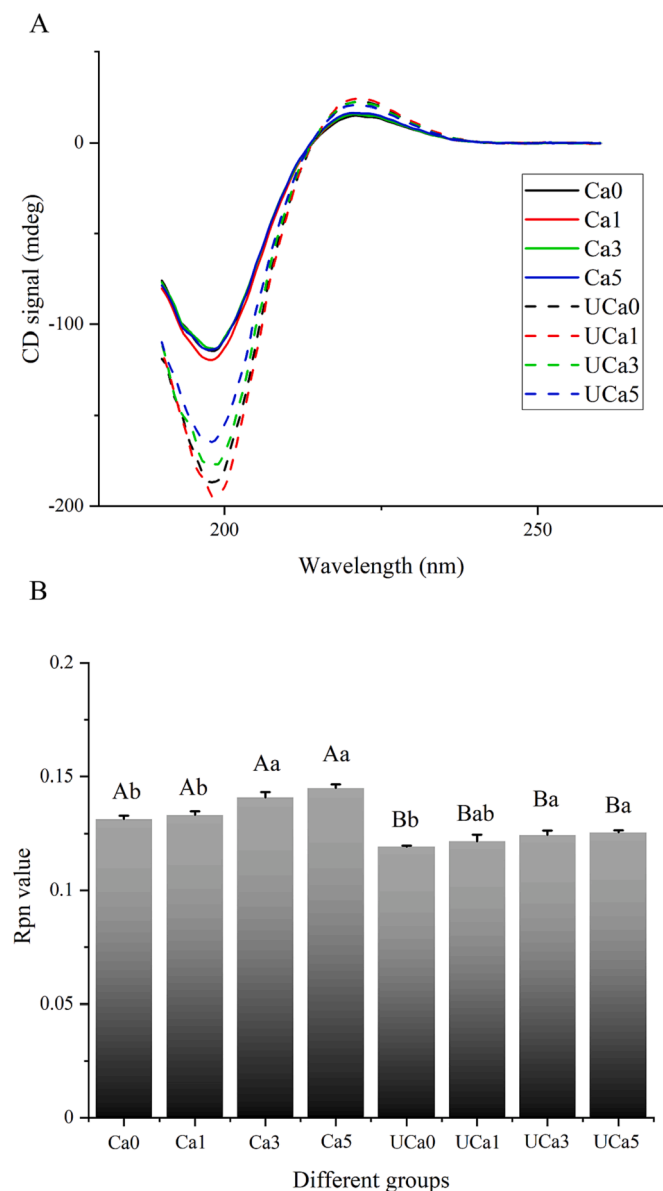 A
0
-100
-200
CD signal (mdeg)
200
250
Wavelength (nm)
Ca0
Ca1
Ca3
Ca5
UCa0
UCa1
UCa3
UCa5
B
0.2
0.15
0.1
0.05
0
Rpn value
Ab Ab Aa Aa Bb Bab Ba Ba
Ca0 Ca1 Ca3 Ca5 UCa0 UCa1 UCa3 UCa5
Different groups